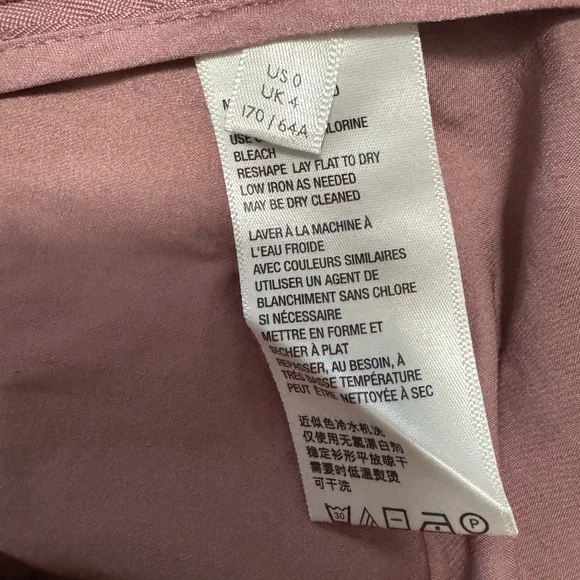 US 0
UK 4
170 / 64A
BLEACH
RESHAPE LAY FLAT TO DRY
LOW IRON AS NEEDED
MAY BE DRY CLEANED
LAVER À LA MACHINE À
L'EAU FROIDE
AVEC COULEURS SIMILAIRES
UTILISER UN AGENT DE
BLANCHIMENT SANS CHLORE
SI NÉCESSAIRE
METTRE EN FORME ET
SÉCHER À PLAT
REPASSER, AU BESOIN, À
TRÈS BASSE TEMPÉRATURE
PEUT ÊTRE NETTOYÉE À SEC
近似色冷水机洗
仅使用无氯漂白剂
稳定衫形平放晾干
需要时低温熨烫
可干洗
30
P